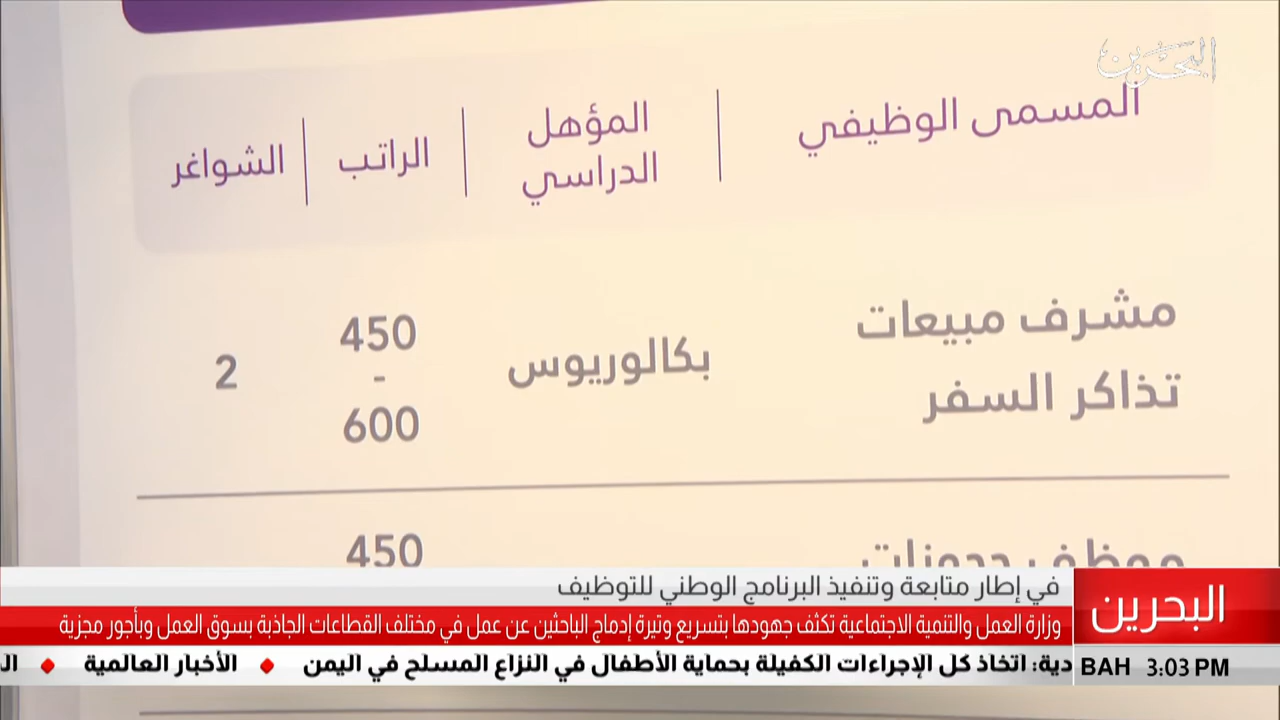 البحرين
المسمى الوظيفي
المؤهل الدراسي
الراتب
الشواغر
مشرف مبيعات
تذاكر السفر
بكالوريوس
450
-
600
2
موظف حجوزات
450
في إطار متابعة وتنفيذ البرنامج الوطني للتوظيف
وزارة العمل والتنمية الاجتماعية تكثف جهودها بتسريع وتيرة إدماج الباحثين عن عمل في مختلف القطاعات الجاذبة بسوق العمل وبأجور مجزية
البحرين
دية: اتخاذ كل الإجراءات الكفيلة بحماية الأطفال في النزاع المسلح في اليمن ♦ الأخبار العالمية ♦
BAH 3:03 PM